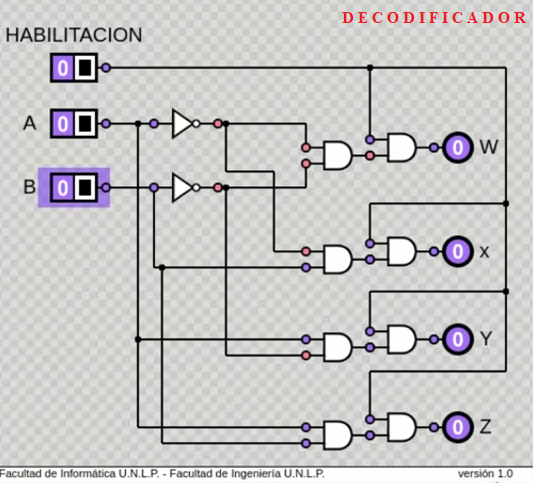 DECODIFICADOR
HABILITACION
0
A 0
0 W
B 0
0 x
0 Y
0 Z
Facultad de Informática U.N.L.P. - Facultad de Ingeniería U.N.L.P. versión 1.0